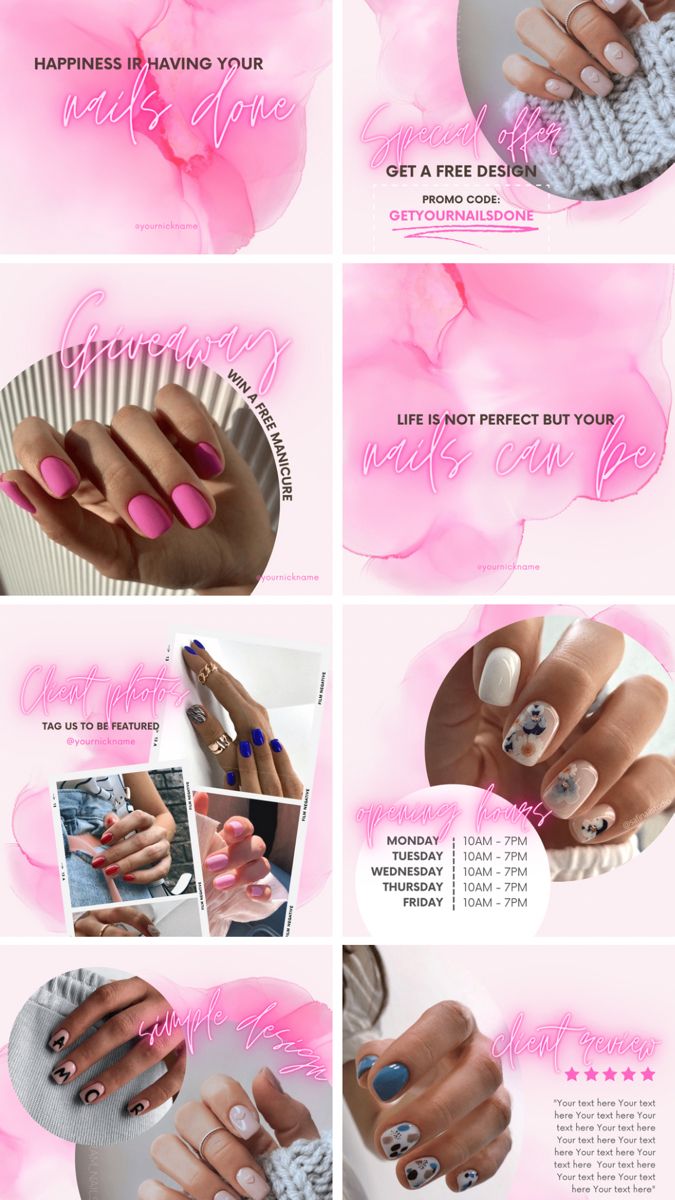 HAPPINESS IR HAVING YOUR
nails done
@yournickname
Special offer
GET A FREE DESIGN
PROMO CODE:
GETYOURNAILSDONE
Giveaway
WIN A FREE MANICURE
@yournickname
LIFE IS NOT PERFECT BUT YOUR
nails can be
@yournickname
Client photos
TAG US TO BE FEATURED
@yournickname
FILM NEGATIVE
FILM NEGATIVE
FILM NEGATIVE
opening hours
MONDAY 10AM - 7PM
TUESDAY 10AM - 7PM
WEDNESDAY 10AM - 7PM
THURSDAY 10AM - 7PM
FRIDAY 10AM - 7PM
simple design
A
M
O
R
client review
"Your text here Your text
here Your text here Your
text here Your text here
Your text here Your text
here Your text here Your
text here Your text here
Your text here Your text
here"